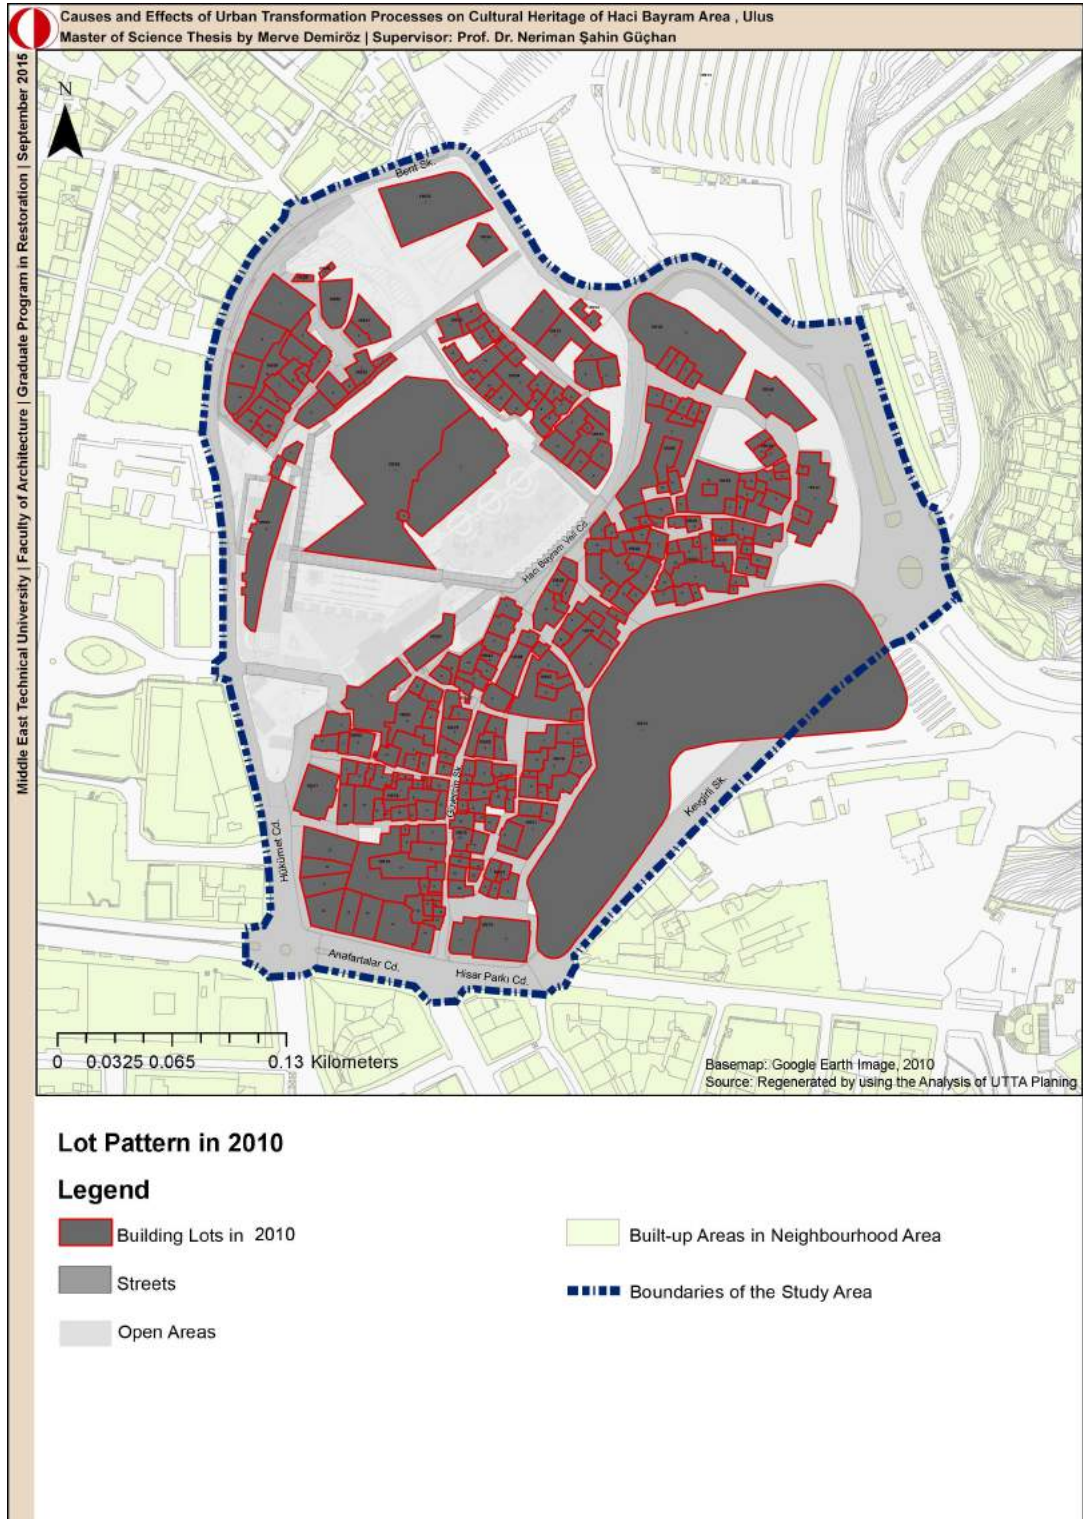 Causes and Effects of Urban Transformation Processes on Cultural Heritage of Haci Bayram Area , Ulus
Master of Science Thesis by Merve Demiröz | Supervisor: Prof. Dr. Neriman Şahin Güçhan
Middle East Technical University | Faculty of Architecture | Graduate Program in Restoration | September 2015
N
Bent Sk.
Hacı Bayram Veli Cd.
Kevgirli Sk.
Hükümet Cd.
Anafartalar Cd.
Hisar Parkı Cd.
0 0.0325 0.065 0.13 Kilometers
Basemap: Google Earth Image, 2010
Source: Regenerated by using the Analysis of UTTA Planing
Lot Pattern in 2010
Legend
Building Lots in 2010
Streets
Open Areas
Built-up Areas in Neighbourhood Area
Boundaries of the Study Area